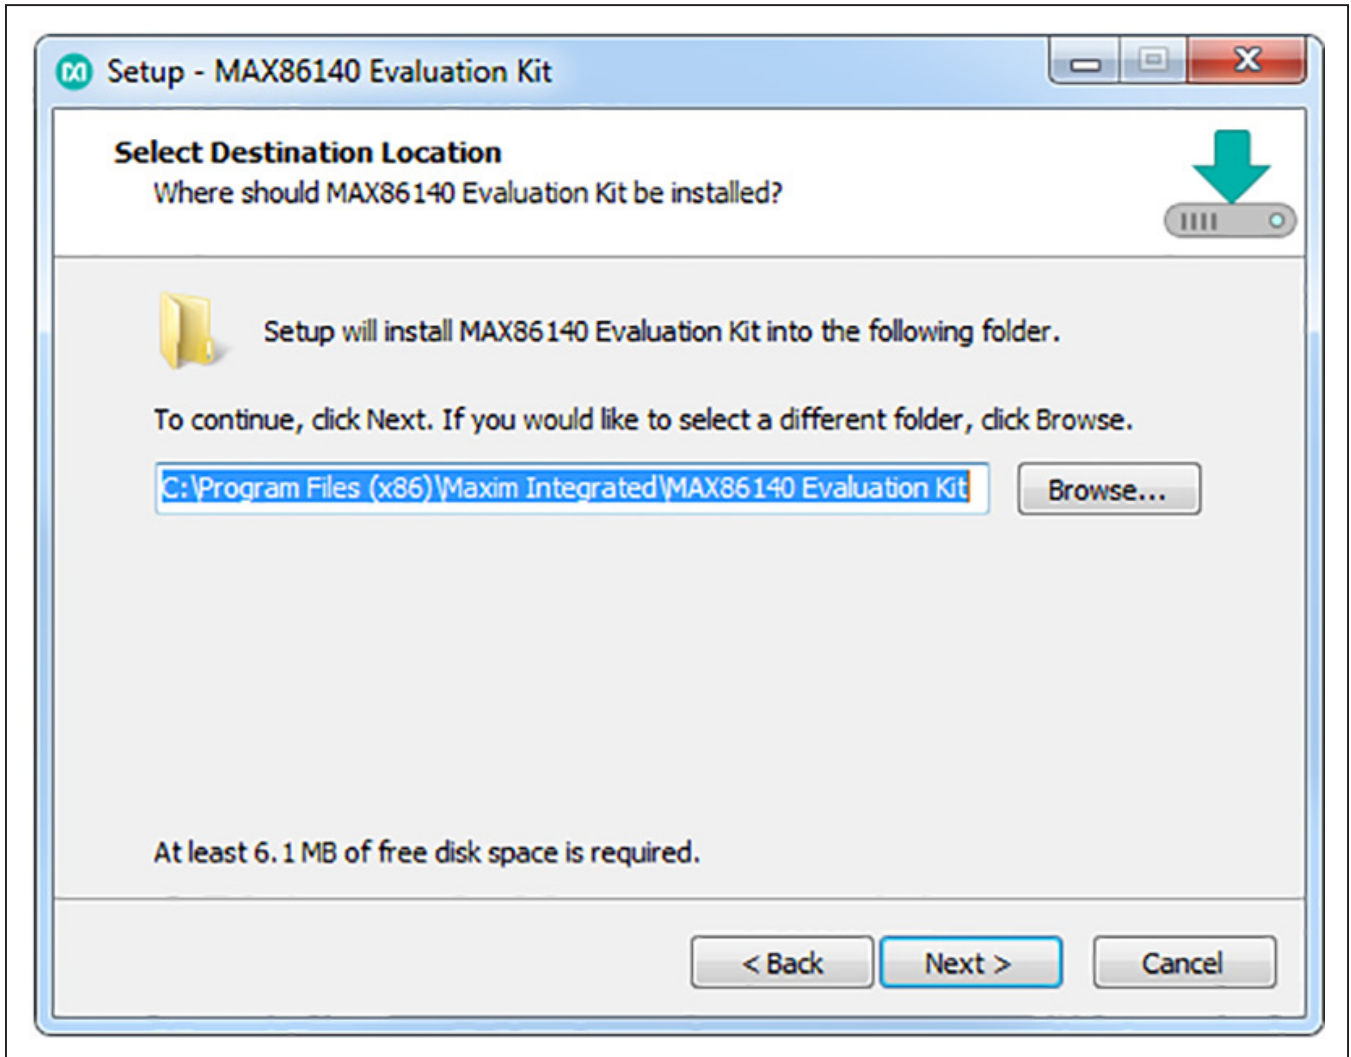 Setup - MAX86140 Evaluation Kit
Select Destination Location
Where should MAX86140 Evaluation Kit be installed?
Setup will install MAX86140 Evaluation Kit into the following folder.
To continue, click Next. If you would like to select a different folder, click Browse.
C:\Program Files (x86)\Maxim Integrated\MAX86140 Evaluation Kit
Browse...
At least 6.1 MB of free disk space is required.
< Back
Next >
Cancel